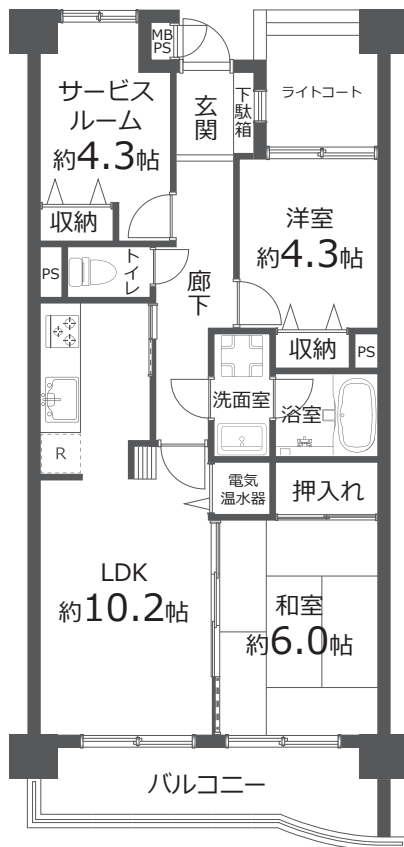 MB
PS
サービス
ルーム
約4.3帖
玄関
下駄箱
ライトコート
収納
洋室
約4.3帖
PS
トイレ
廊下
収納
PS
洗面室
浴室
R
電気
温水器
押入れ
LDK
約10.2帖
和室
約6.0帖
バルコニー